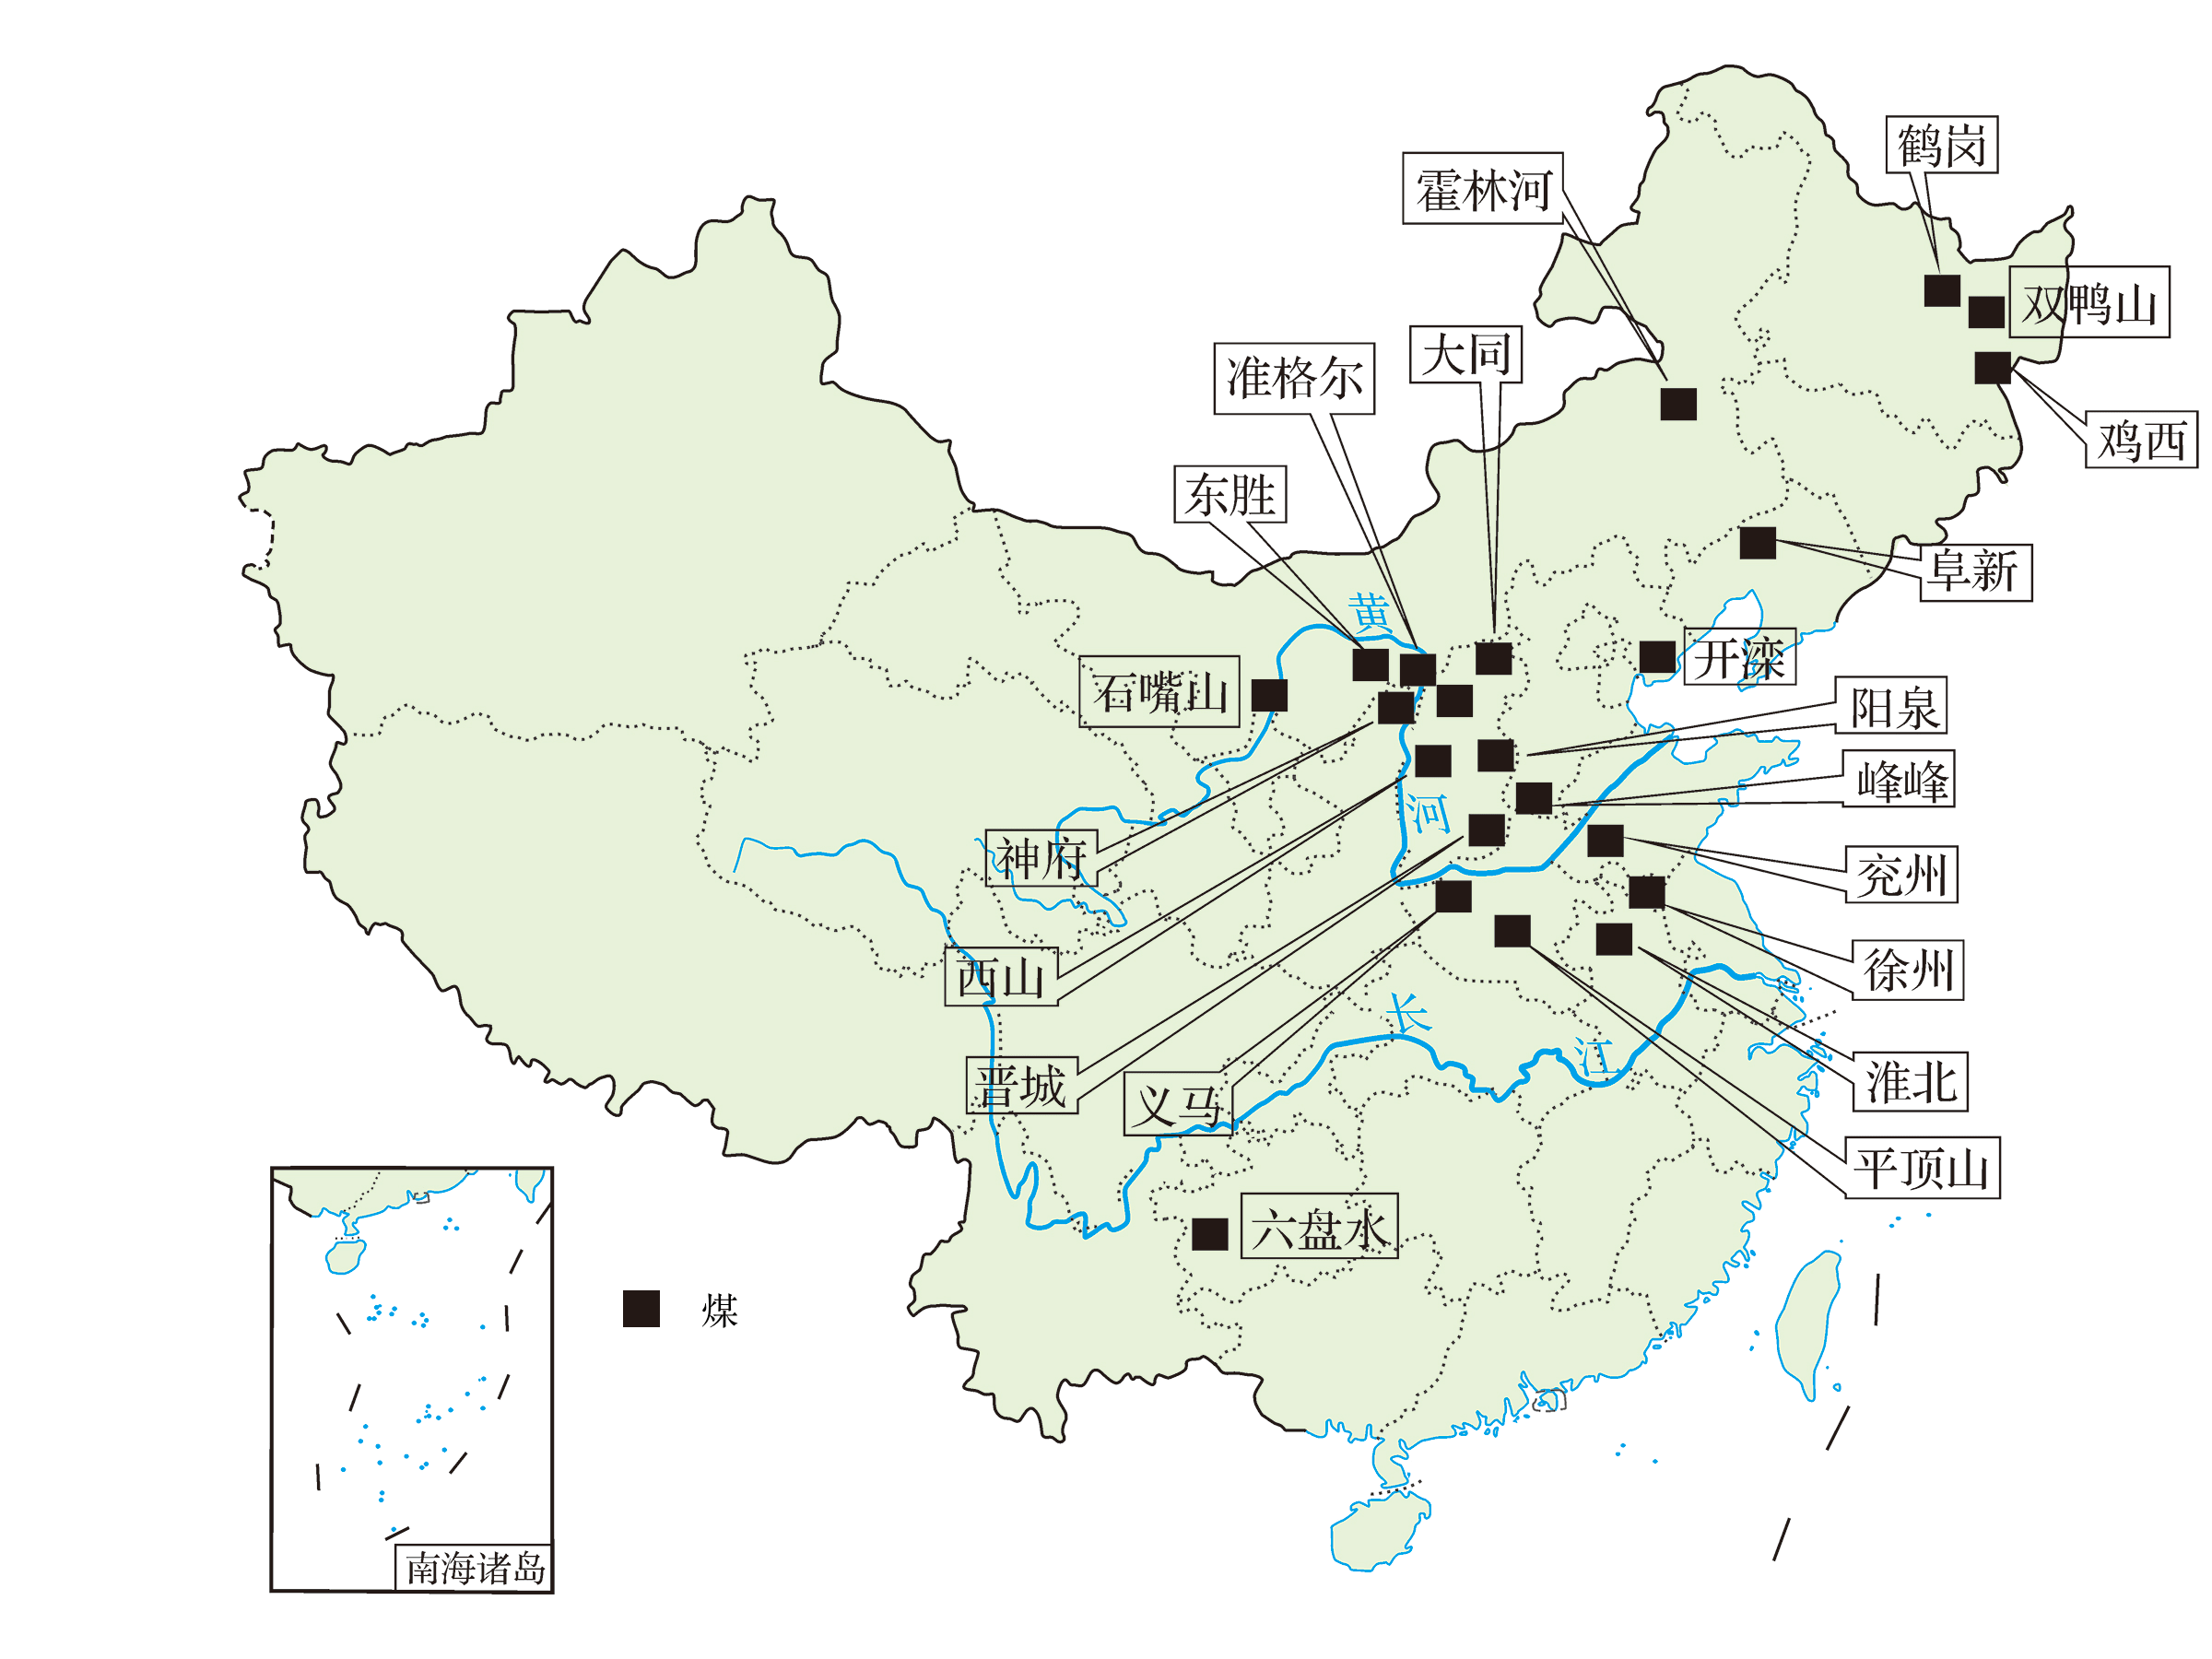 鹤岗
霍林河
双鸭山
大同
准格尔
鸡西
东胜
阜新
黄
开滦
石嘴山
阳泉
峰峰
河
神府
兖州
徐州
西山
长
江
淮北
晋城
义马
平顶山
六盘水
煤
南海诸岛